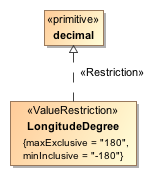 «primitive»
decimal
«Restriction»
«ValueRestriction»
LongitudeDegree
{maxExclusive = "180",
minInclusive = "-180"}